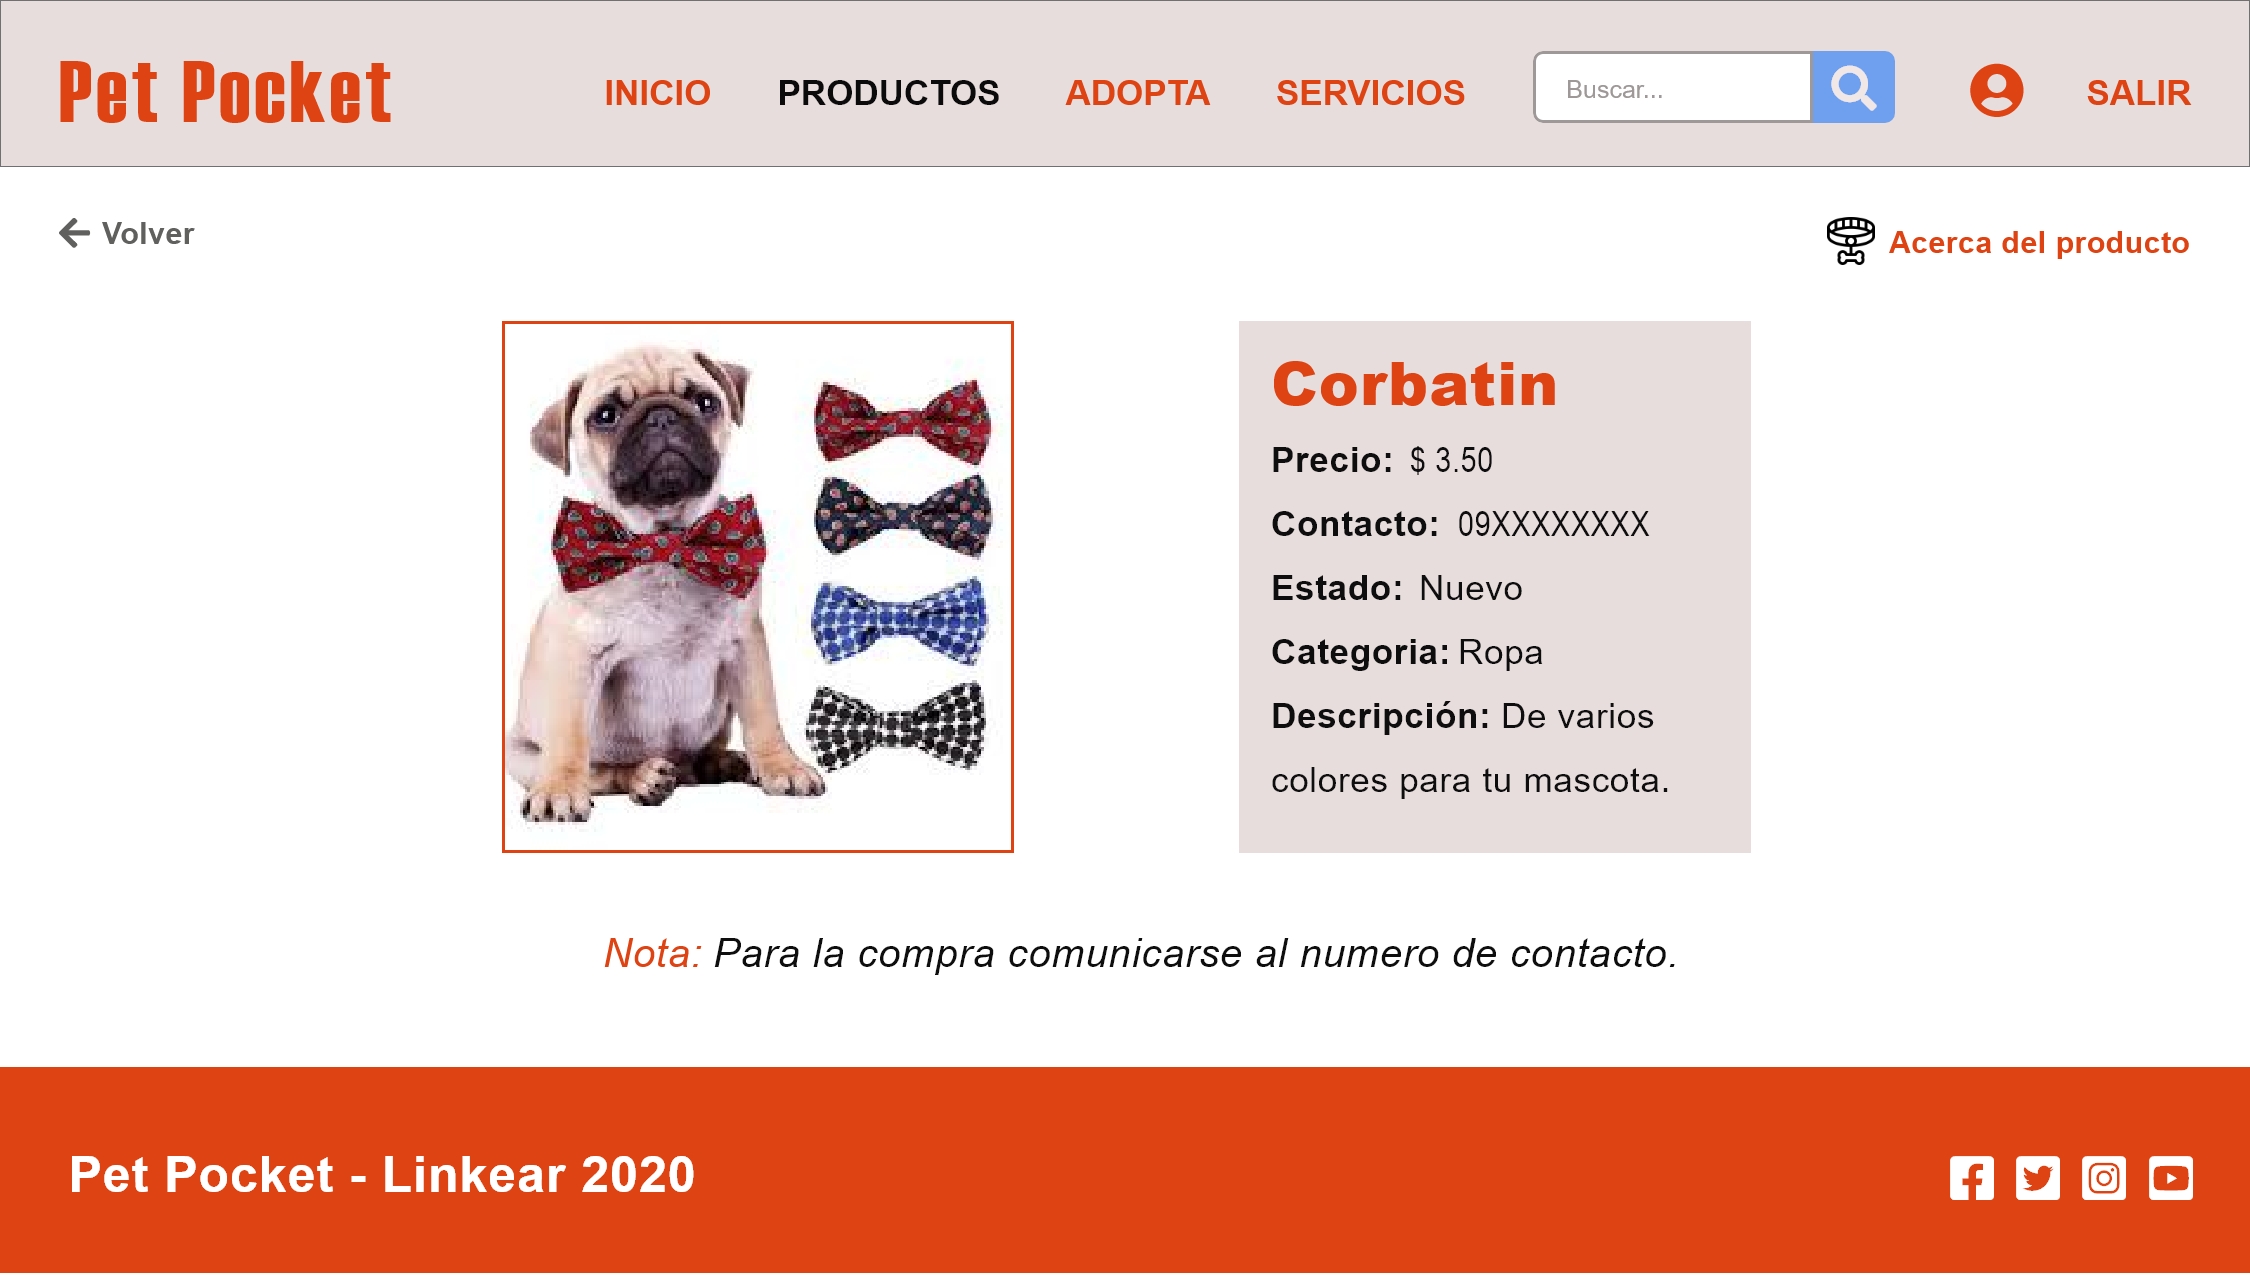 Pet Pocket
INICIO PRODUCTOS ADOPTA SERVICIOS Buscar... SALIR
Volver
Acerca del producto
Corbatin
Precio: $ 3.50
Contacto: 09XXXXXXXX
Estado: Nuevo
Categoria: Ropa
Descripción: De varios
colores para tu mascota.
Nota: Para la compra comunicarse al numero de contacto.
Pet Pocket - Linkear 2020